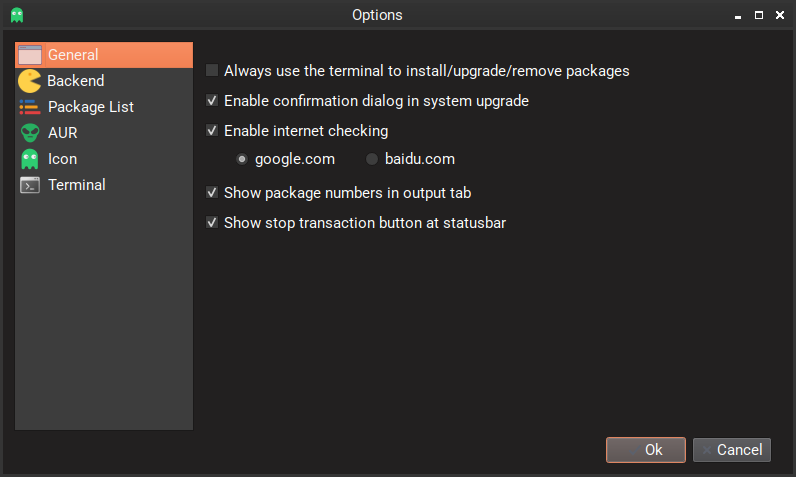 Options
General
Backend
Package List
AUR
Icon
Terminal
Always use the terminal to install/upgrade/remove packages
Enable confirmation dialog in system upgrade
Enable internet checking
google.com baidu.com
Show package numbers in output tab
Show stop transaction button at statusbar
Ok Cancel